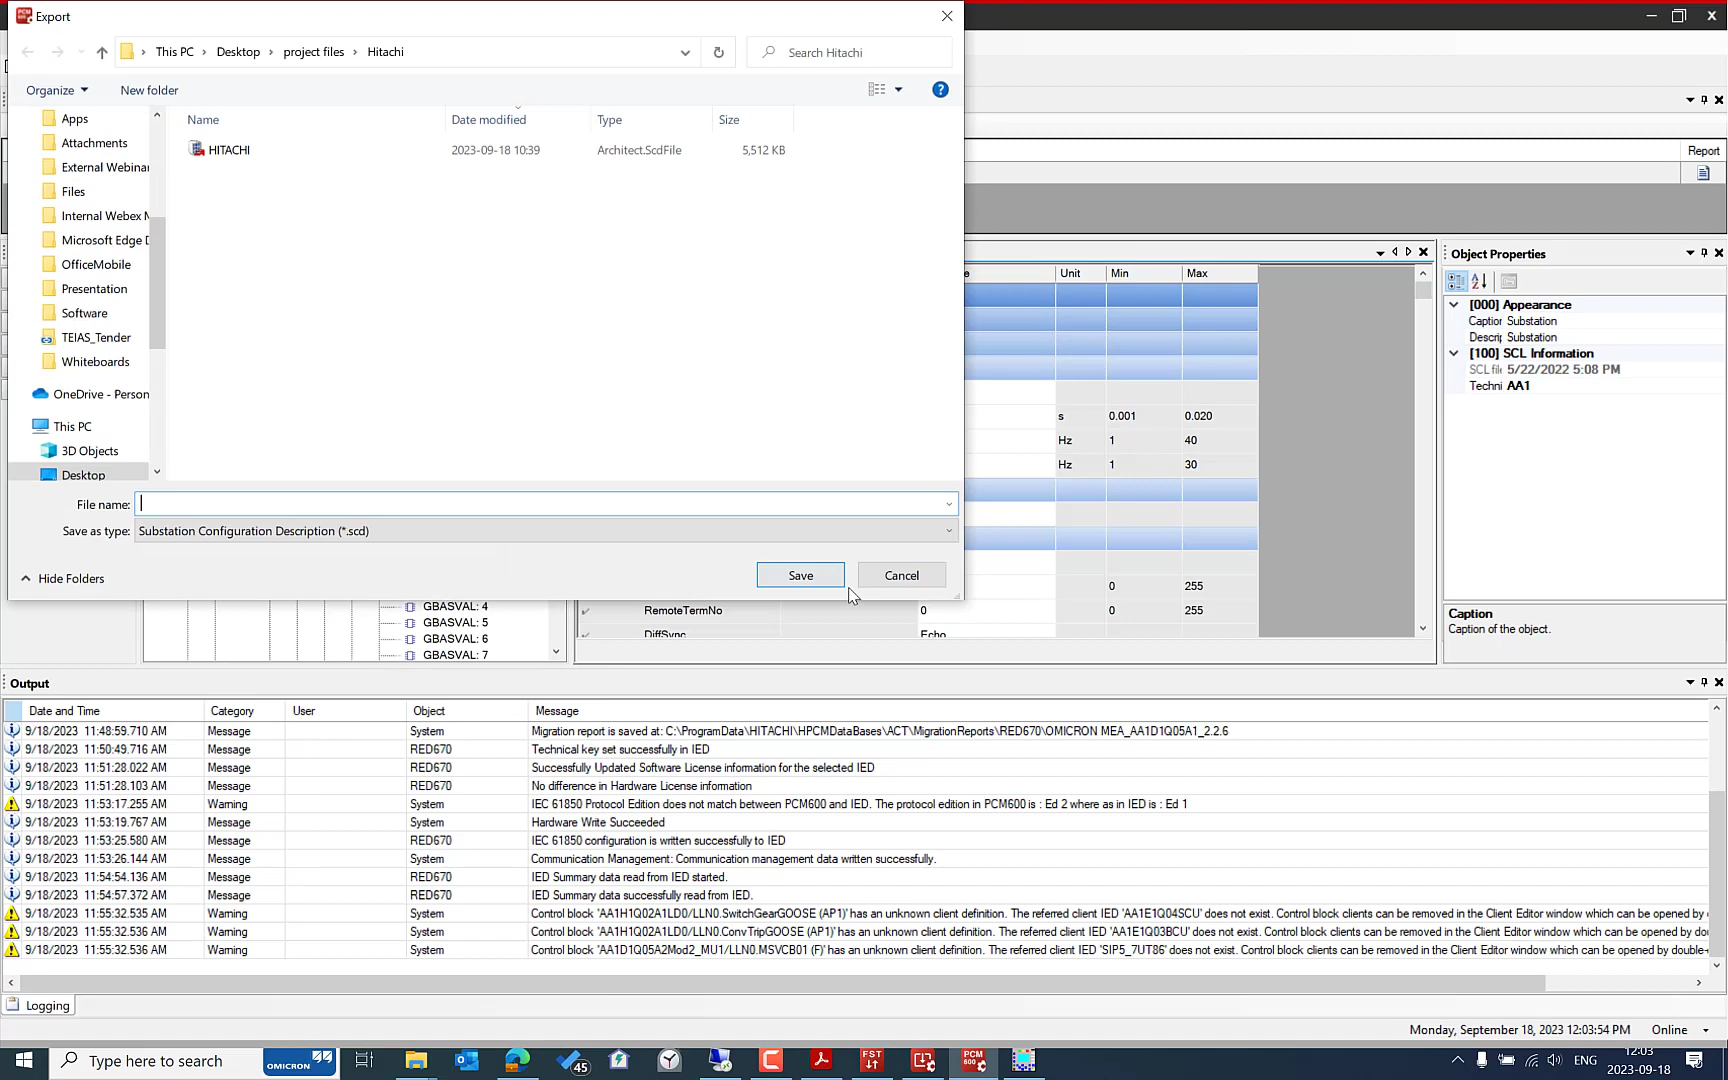 Export
This PC > Desktop > project files > Hitachi
Search Hitachi
Organize
New folder
Name
Date modified
Type
Size
HITACHI
2023-09-18 10:39
Architect.ScdFile
5,512 KB
Apps
Attachments
External Webinar
Files
Internal Webex M
Microsoft Edge D
OfficeMobile
Presentation
Software
TEIAS_Tender
Whiteboards
OneDrive - Person
This PC
3D Objects
Desktop
File name:
Save as type: Substation Configuration Description (*.scd)
Hide Folders
Save
Cancel
Report
e Unit Min Max
s 0.001 0.020
Hz 1 40
Hz 1 30
0 255
RemoteTermNo 0 0 255
DiffSync Echo
GBASVAL: 4
GBASVAL: 5
GBASVAL: 6
GBASVAL: 7
Object Properties
[000] Appearance
Captior Substation
Descrij Substation
[100] SCL Information
SCL file 5/22/2022 5:08 PM
Techni AA1
Caption
Caption of the object.
Output
Date and Time Category User Object Message
9/18/2023 11:48:59.710 AM Message System Migration report is saved at: C:\ProgramData\HITACHI\HPCMDataBases\ACT\MigrationReports\RED670\OMICRON MEA_AA1D1Q05A1_2.2.6
9/18/2023 11:50:49.716 AM Message RED670 Technical key set successfully in IED
9/18/2023 11:51:28.022 AM Message RED670 Successfully Updated Software License information for the selected IED
9/18/2023 11:51:28.103 AM Message RED670 No difference in Hardware License information
9/18/2023 11:53:17.255 AM Warning System IEC 61850 Protocol Edition does not match between PCM600 and IED. The protocol edition in PCM600 is : Ed 2 where as in IED is : Ed 1
9/18/2023 11:53:19.767 AM Message System Hardware Write Succeeded
9/18/2023 11:53:25.580 AM Message RED670 IEC 61850 configuration is written successfully to IED
9/18/2023 11:53:26.144 AM Message System Communication Management: Communication management data written successfully.
9/18/2023 11:54:54.136 AM Message RED670 IED Summary data read from IED started.
9/18/2023 11:54:57.372 AM Message RED670 IED Summary data successfully read from IED.
9/18/2023 11:55:32.535 AM Warning System Control block 'AA1H1Q02A1LD0/LLN0.SwitchGearGOOSE (AP1)' has an unknown client definition. The referred client IED 'AA1E1Q04SCU' does not exist. Control block clients can be removed in the Client Editor window which can be opened by d
9/18/2023 11:55:32.536 AM Warning System Control block 'AA1H1Q02A1LD0/LLN0.ConvTripGOOSE (AP1)' has an unknown client definition. The referred client IED 'AA1E1Q03BCU' does not exist. Control block clients can be removed in the Client Editor window which can be opened by dou
9/18/2023 11:55:32.536 AM Warning System Control block 'AA1D1Q05A2Mod2_MU1/LLN0.MSVCB01 (F)' has an unknown client definition. The referred client IED 'SIP5_7UT86' does not exist. Control block clients can be removed in the Client Editor window which can be opened by double-
Logging
Monday, September 18, 2023 12:03:54 PM Online
Type here to search
OMICRON
45
FST
PCM 600
ENG
12:03
2023-09-18